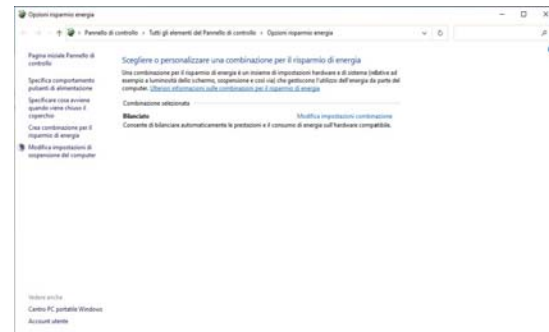 Opzioni risparmio energia
Pannello di controllo › Tutti gli elementi del Pannello di controllo › Opzioni risparmio energia
Pagina iniziale Pannello di
controllo
Specifica comportamento
pulsanti di alimentazione
Specificare cosa avviene
quando viene chiuso il
coperchio
Crea combinazione per il
risparmio di energia
Modifica impostazioni di
sospensione del computer
Scegliere o personalizzare una combinazione per il risparmio di energia
Una combinazione per il risparmio di energia è un insieme di impostazioni hardware e di sistema (relative ad
esempio a luminosità dello schermo, sospensione e così via) che gestiscono l'utilizzo dell'energia da parte del
computer. Ulteriori informazioni sulle combinazioni per il risparmio di energia
Combinazione selezionata
Bilanciato Modifica impostazioni combinazione
Consente di bilanciare automaticamente le prestazioni e il consumo di energia sull'hardware compatibile.
Vedere anche
Centro PC portatile Windows
Account utente